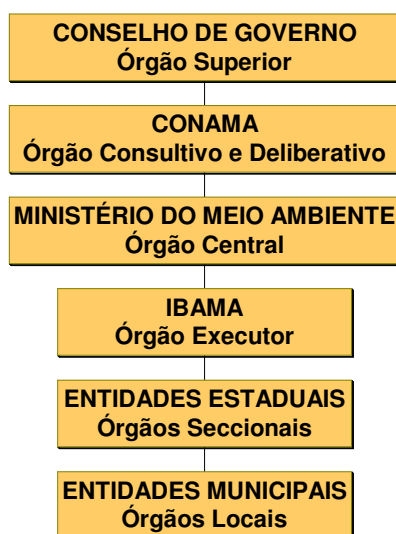 CONSELHO DE GOVERNO
Órgão Superior
CONAMA
Órgão Consultivo e Deliberativo
MINISTÉRIO DO MEIO AMBIENTE
Órgão Central
IBAMA
Órgão Executor
ENTIDADES ESTADUAIS
Órgãos Seccionais
ENTIDADES MUNICIPAIS
Órgãos Locais